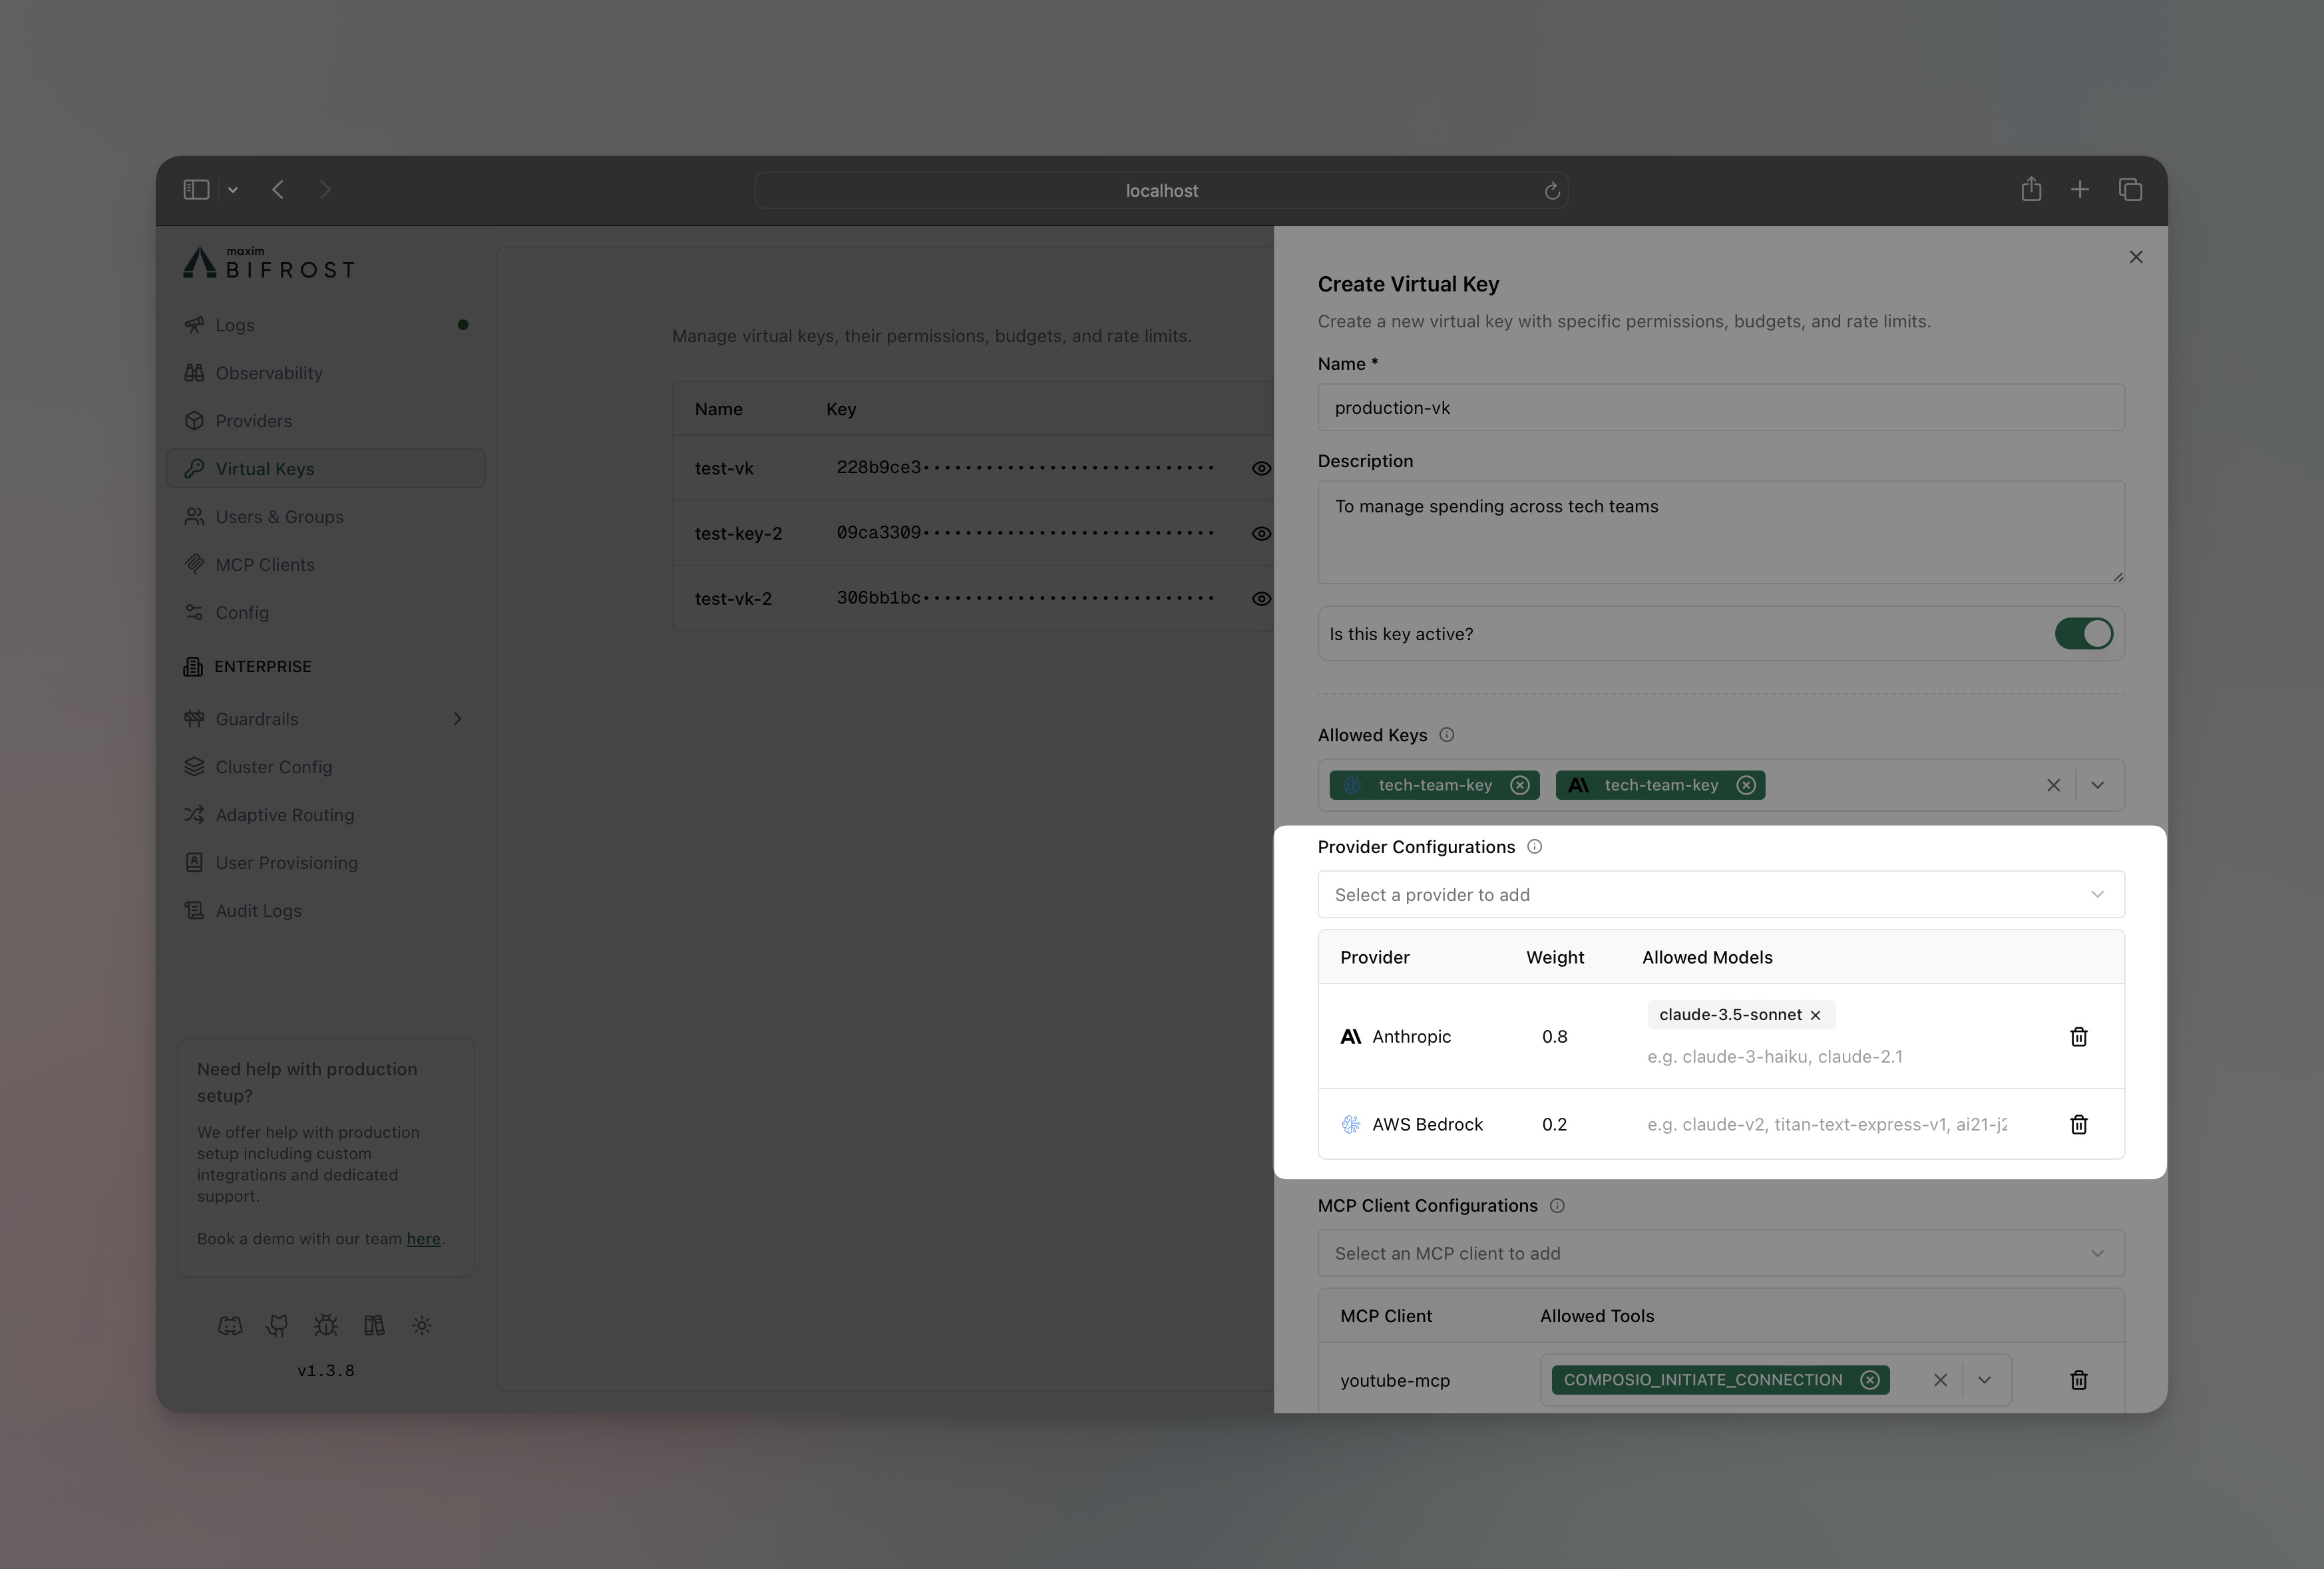 localhost
maxim
BIFROST
Logs
Observability
Providers
Virtual Keys
Users & Groups
MCP Clients
Config
ENTERPRISE
Guardrails
Cluster Config
Adaptive Routing
User Provisioning
Audit Logs
Need help with production
setup?
We offer help with production
setup including custom
integrations and dedicated
support.
Book a demo with our team here.
v1.3.8
Manage virtual keys, their permissions, budgets, and rate limits.
Name Key
test-vk 228b9ce3••••••••••••••••••••••••••••
test-key-2 09ca3309••••••••••••••••••••••••••••
test-vk-2 306bb1bc••••••••••••••••••••••••••••
Create Virtual Key
Create a new virtual key with specific permissions, budgets, and rate limits.
Name *
production-vk
Description
To manage spending across tech teams
Is this key active?
Allowed Keys
tech-team-key tech-team-key
Provider Configurations
Select a provider to add
Provider Weight Allowed Models
claude-3.5-sonnet
Anthropic 0.8
e.g. claude-3-haiku, claude-2.1
AWS Bedrock 0.2 e.g. claude-v2, titan-text-express-v1, ai21-j2
MCP Client Configurations
Select an MCP client to add
MCP Client Allowed Tools
youtube-mcp COMPOSIO_INITIATE_CONNECTION